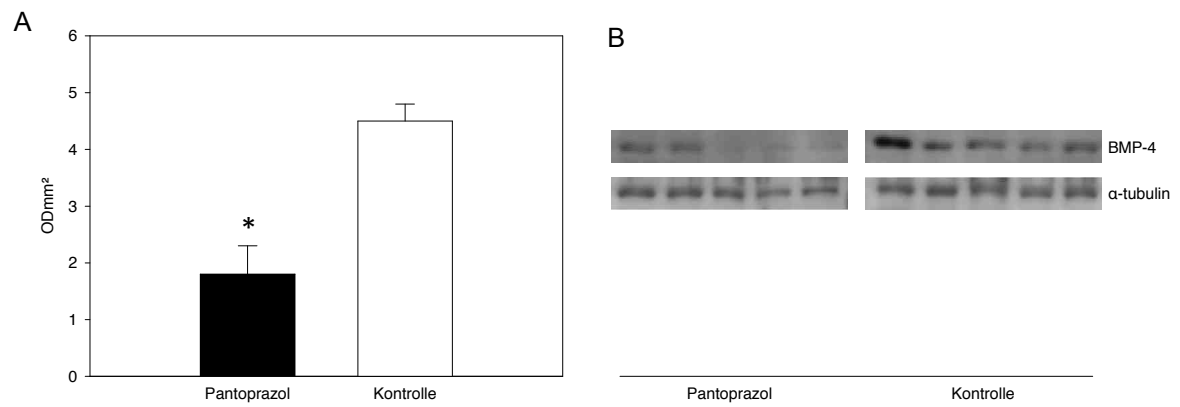 A
6
5
4
3
2
1
0
ODmm²
*
Pantoprazol Kontrolle
B
BMP-4
α-tubulin
Pantoprazol Kontrolle